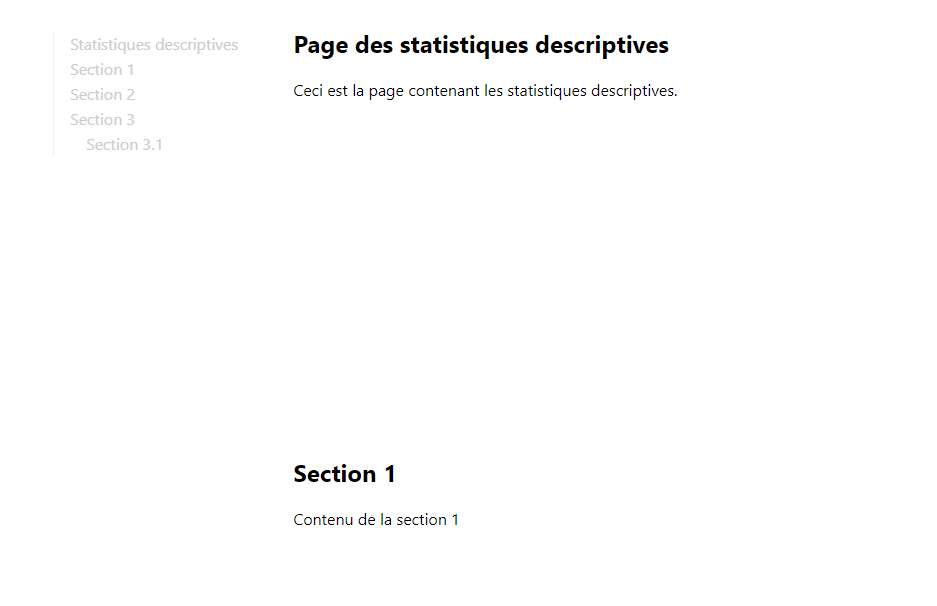 Statistiques descriptives
Section 1
Section 2
Section 3
Section 3.1
Page des statistiques descriptives
Ceci est la page contenant les statistiques descriptives.
Section 1
Contenu de la section 1